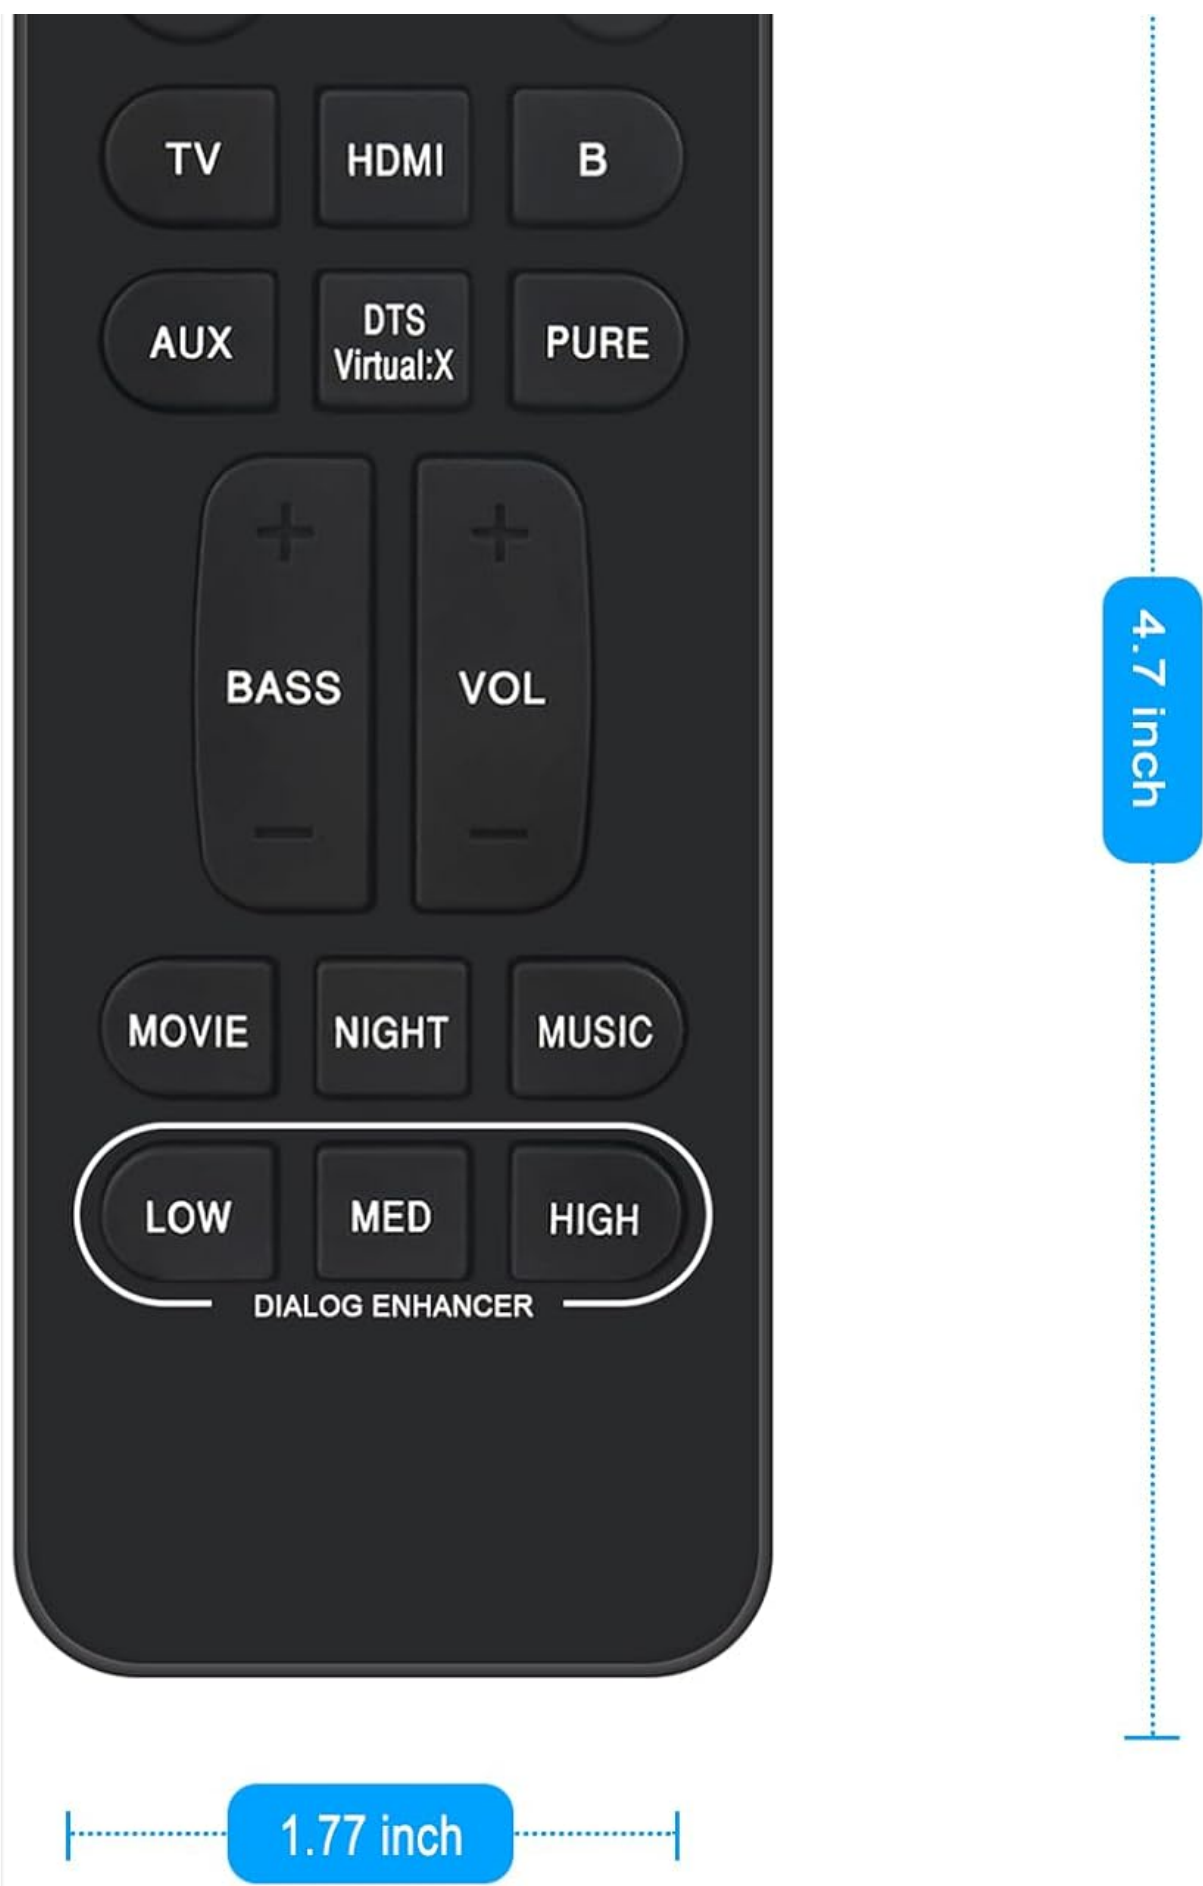 TV HDMI B
AUX DTS Virtual:X PURE
+ +
BASS VOL
- -
4.7 inch
MOVIE NIGHT MUSIC
LOW MED HIGH
DIALOG ENHANCER
1.77 inch